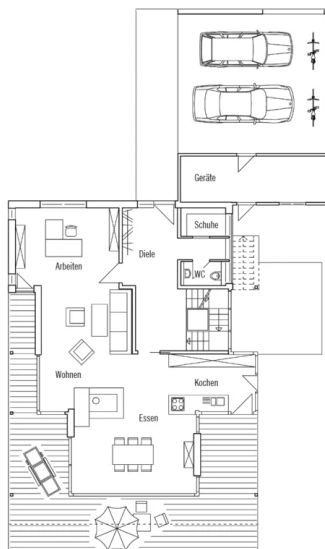 Geräte
Schuhe
Diele
WC
Arbeiten
Wohnen
Kochen
Essen